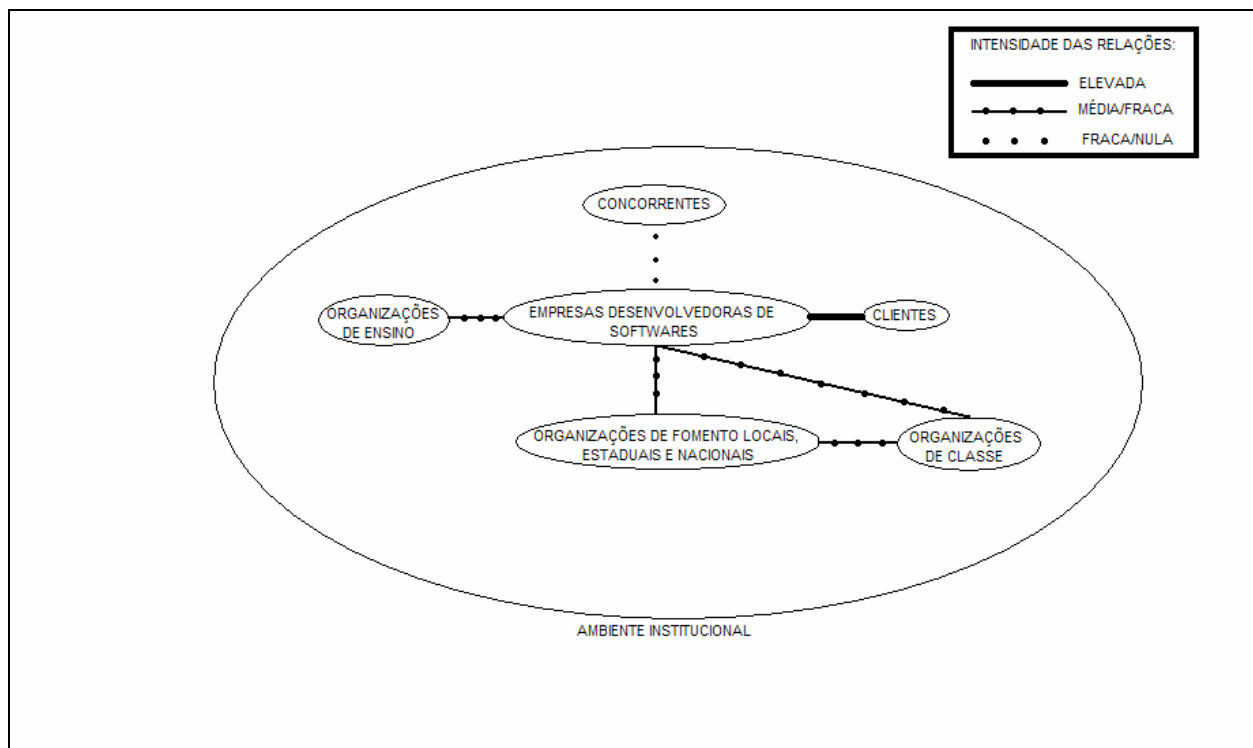 INTENSIDADE DAS RELAÇÕES:
ELEVADA
MÉDIA/FRACA
FRACA/NULA
CONCORRENTES
ORGANIZAÇÕES
DE ENSINO
EMPRESAS DESENVOLVEDORAS DE
SOFTWARES
CLIENTES
ORGANIZAÇÕES DE FOMENTO LOCAIS,
ESTADUAIS E NACIONAIS
ORGANIZAÇÕES
DE CLASSE
AMBIENTE INSTITUCIONAL